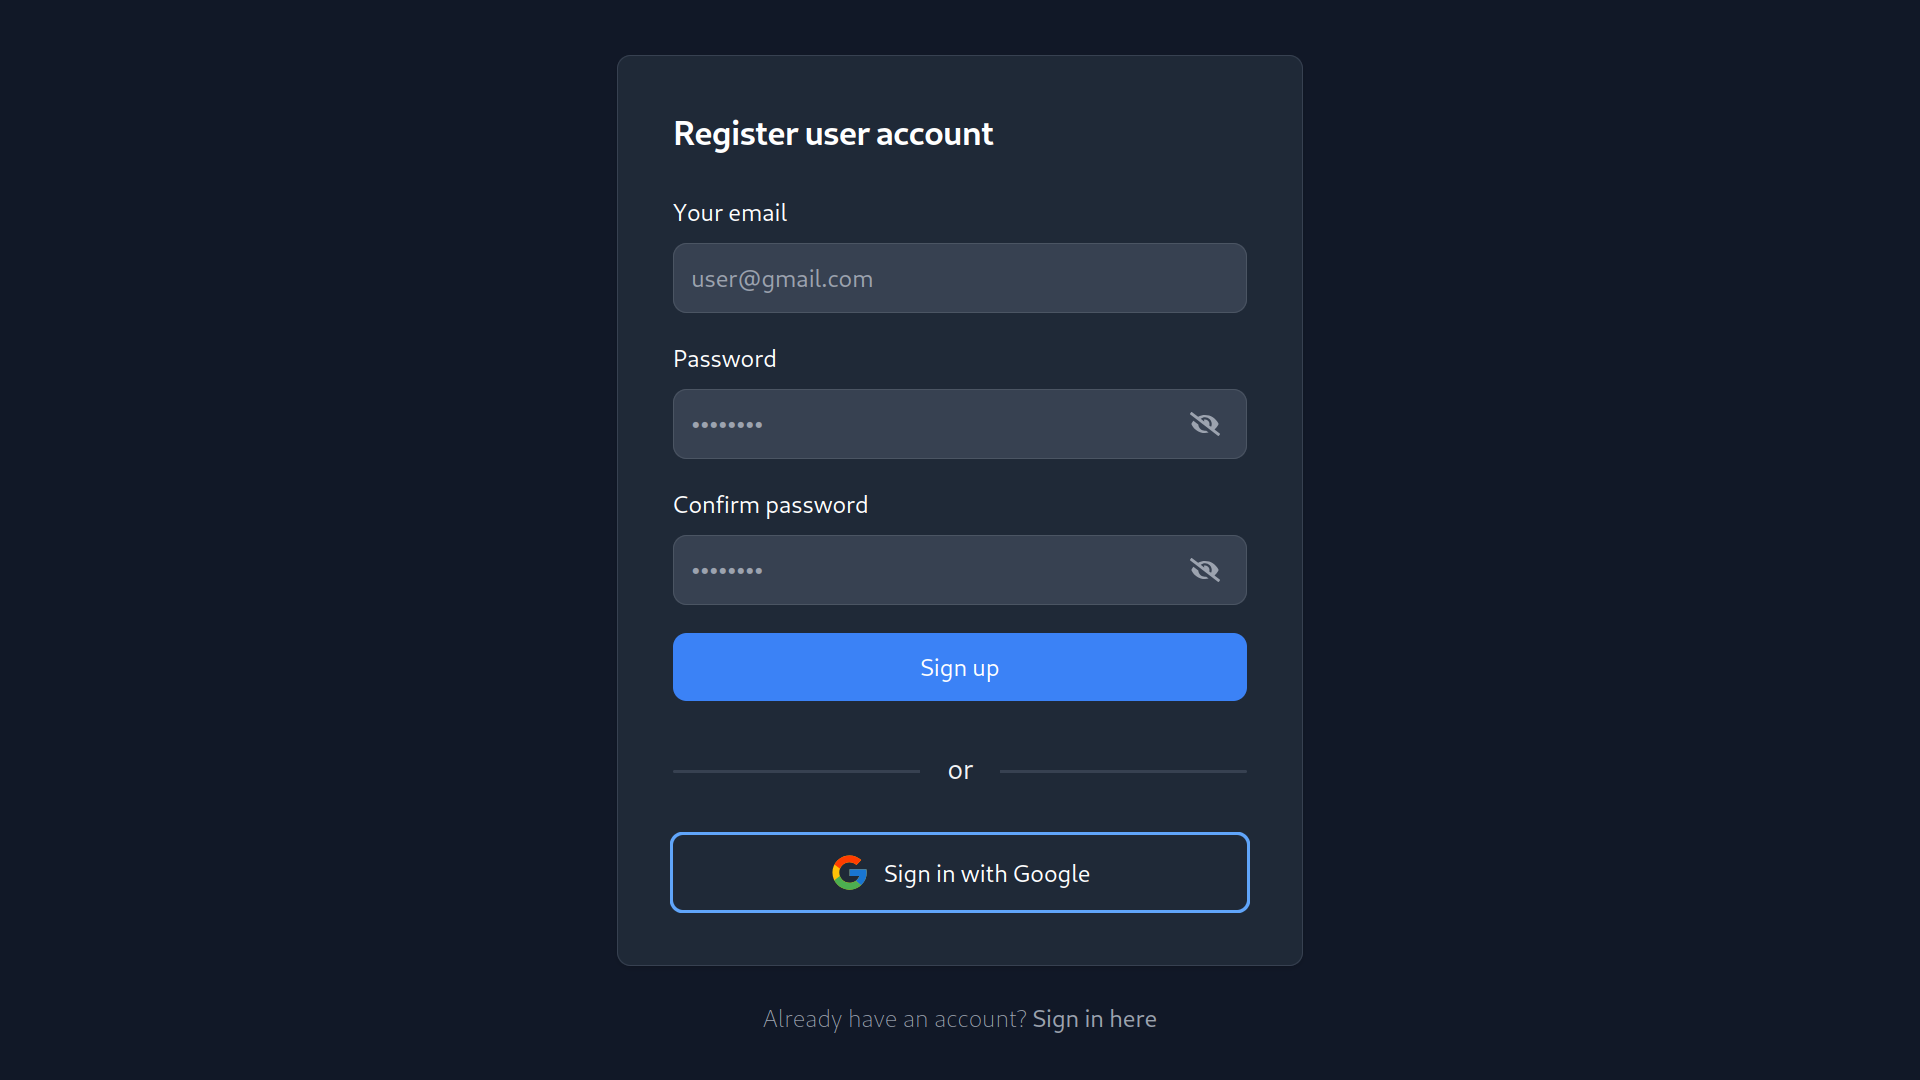 Register user account
Your email
user@gmail.com
Password
••••••••
Confirm password
••••••••
Sign up
or
Sign in with Google
Already have an account? Sign in here